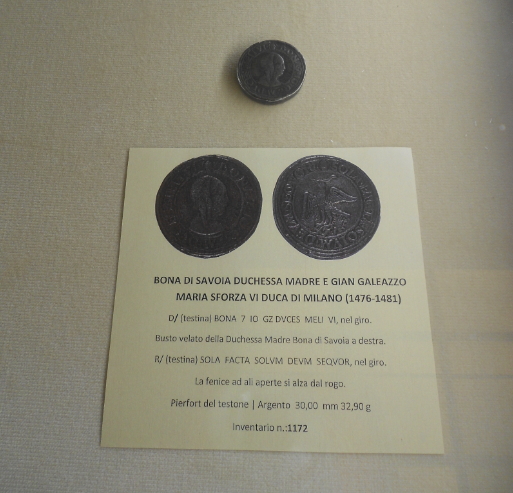 BONA DI SAVOIA DUCHESSA MADRE E GIAN GALEAZZO
MARIA SFORZA VI DUCA DI MILANO (1476-1481)
D/ (testina) BONA 7 IO GZ DVCES MELI VI, nel giro.
Busto velato della Duchessa Madre Bona di Savoia a destra.
R/ (testina) SOLA FACTA SOLVM DEVM SEQVOR, nel giro.
La fenice ad ali aperte si alza dal rogo.
Pierfort del testone | Argento 30,00 mm 32,90 g
Inventario n.:1172